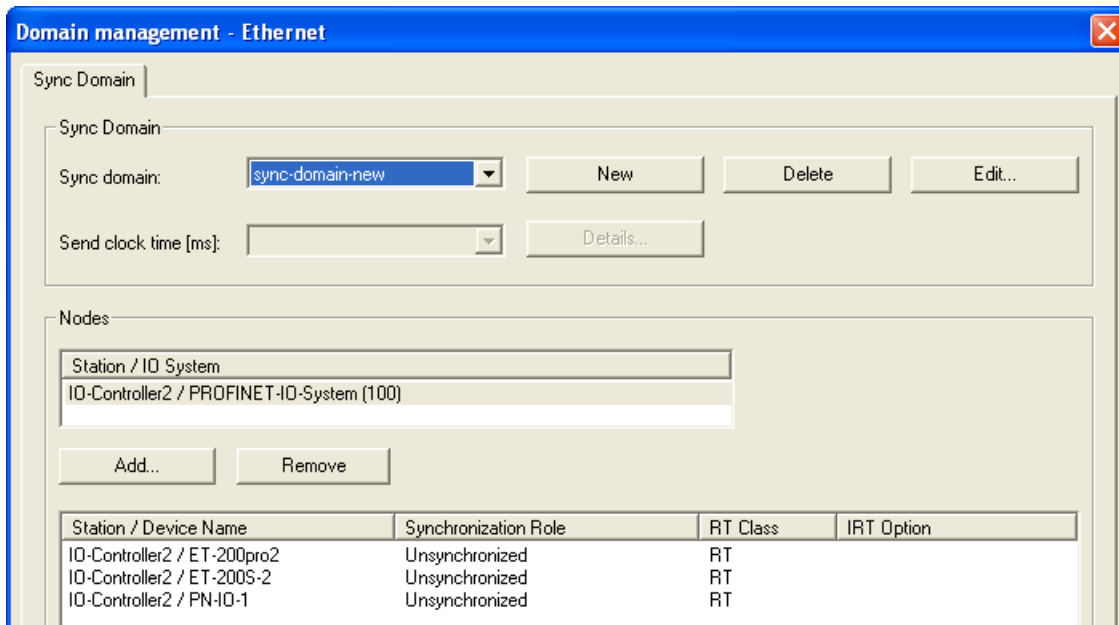 Domain management - Ethernet
Sync Domain
Sync Domain
Sync domain: sync-domain-new New Delete Edit...
Send clock time [ms]: Details...
Nodes
Station / IO System
IO-Controller2 / PROFINET-IO-System (100)
Add... Remove
Station / Device Name Synchronization Role RT Class IRT Option
IO-Controller2 / ET-200pro2 Unsynchronized RT
IO-Controller2 / ET-200S-2 Unsynchronized RT
IO-Controller2 / PN-IO-1 Unsynchronized RT